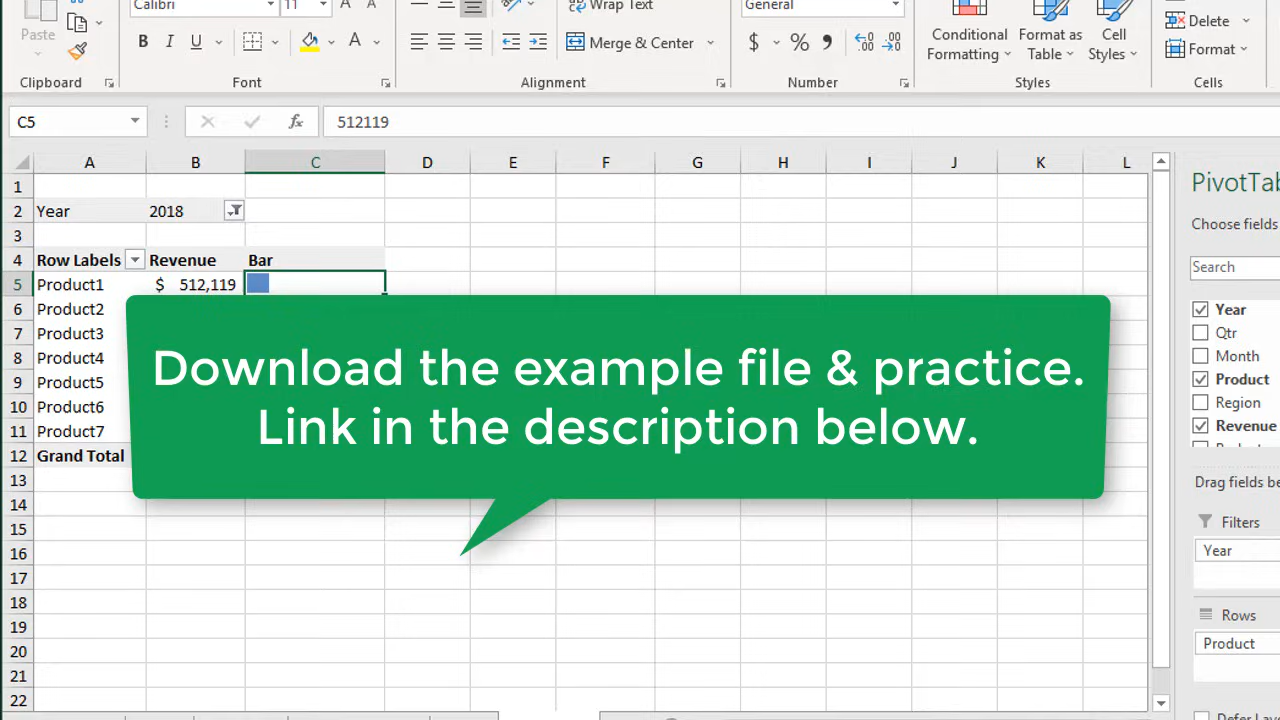 Calibri 11 A A Wrap Text General
Paste B I U A Merge & Center $ % , Conditional Formatting Format as Table Cell Styles Delete Format
Clipboard Font Alignment Number Styles Cells
C5 fx 512119
A B C D E F G H I J K L
1
2 Year 2018
3
4 Row Labels Revenue Bar
5 Product1 $ 512,119
6 Product2
7 Product3
8 Product4
9 Product5
10 Product6
11 Product7
12 Grand Total
13
14
15
16
17
18
19
20
21
22
Download the example file & practice.
Link in the description below.
PivotTab
Choose fields
Search
Year
Qtr
Month
Product
Region
Revenue
Drag fields be
Filters
Year
Rows
Product